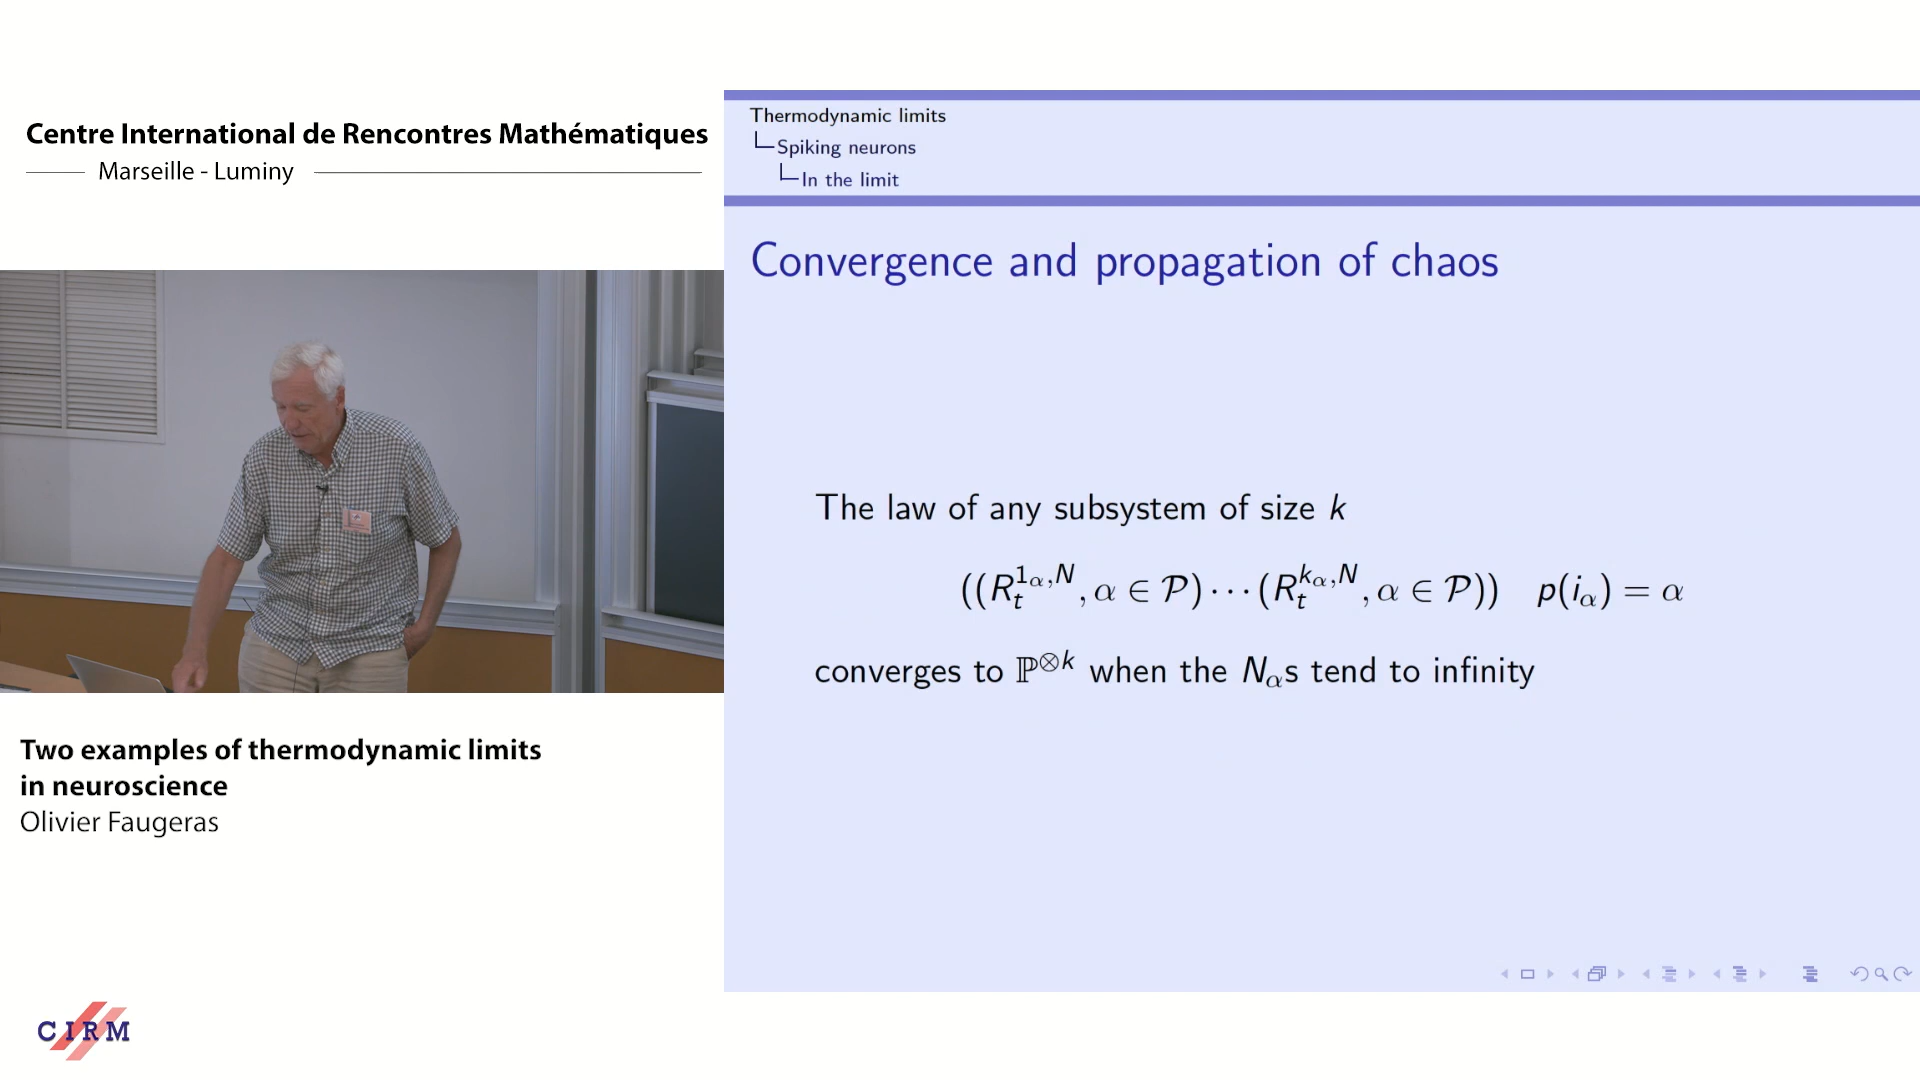 Centre International de Rencontres Mathématiques
Marseille - Luminy
Thermodynamic limits
Spiking neurons
In the limit
Convergence and propagation of chaos
The law of any subsystem of size k
((R_t^{1_α,N}, α ∈ 𝒫) ⋯ (R_t^{k_α,N}, α ∈ 𝒫)) p(i_α) = α
converges to ℙ^{⊗k} when the N_αs tend to infinity
Two examples of thermodynamic limits
in neuroscience
Olivier Faugeras
CIRM